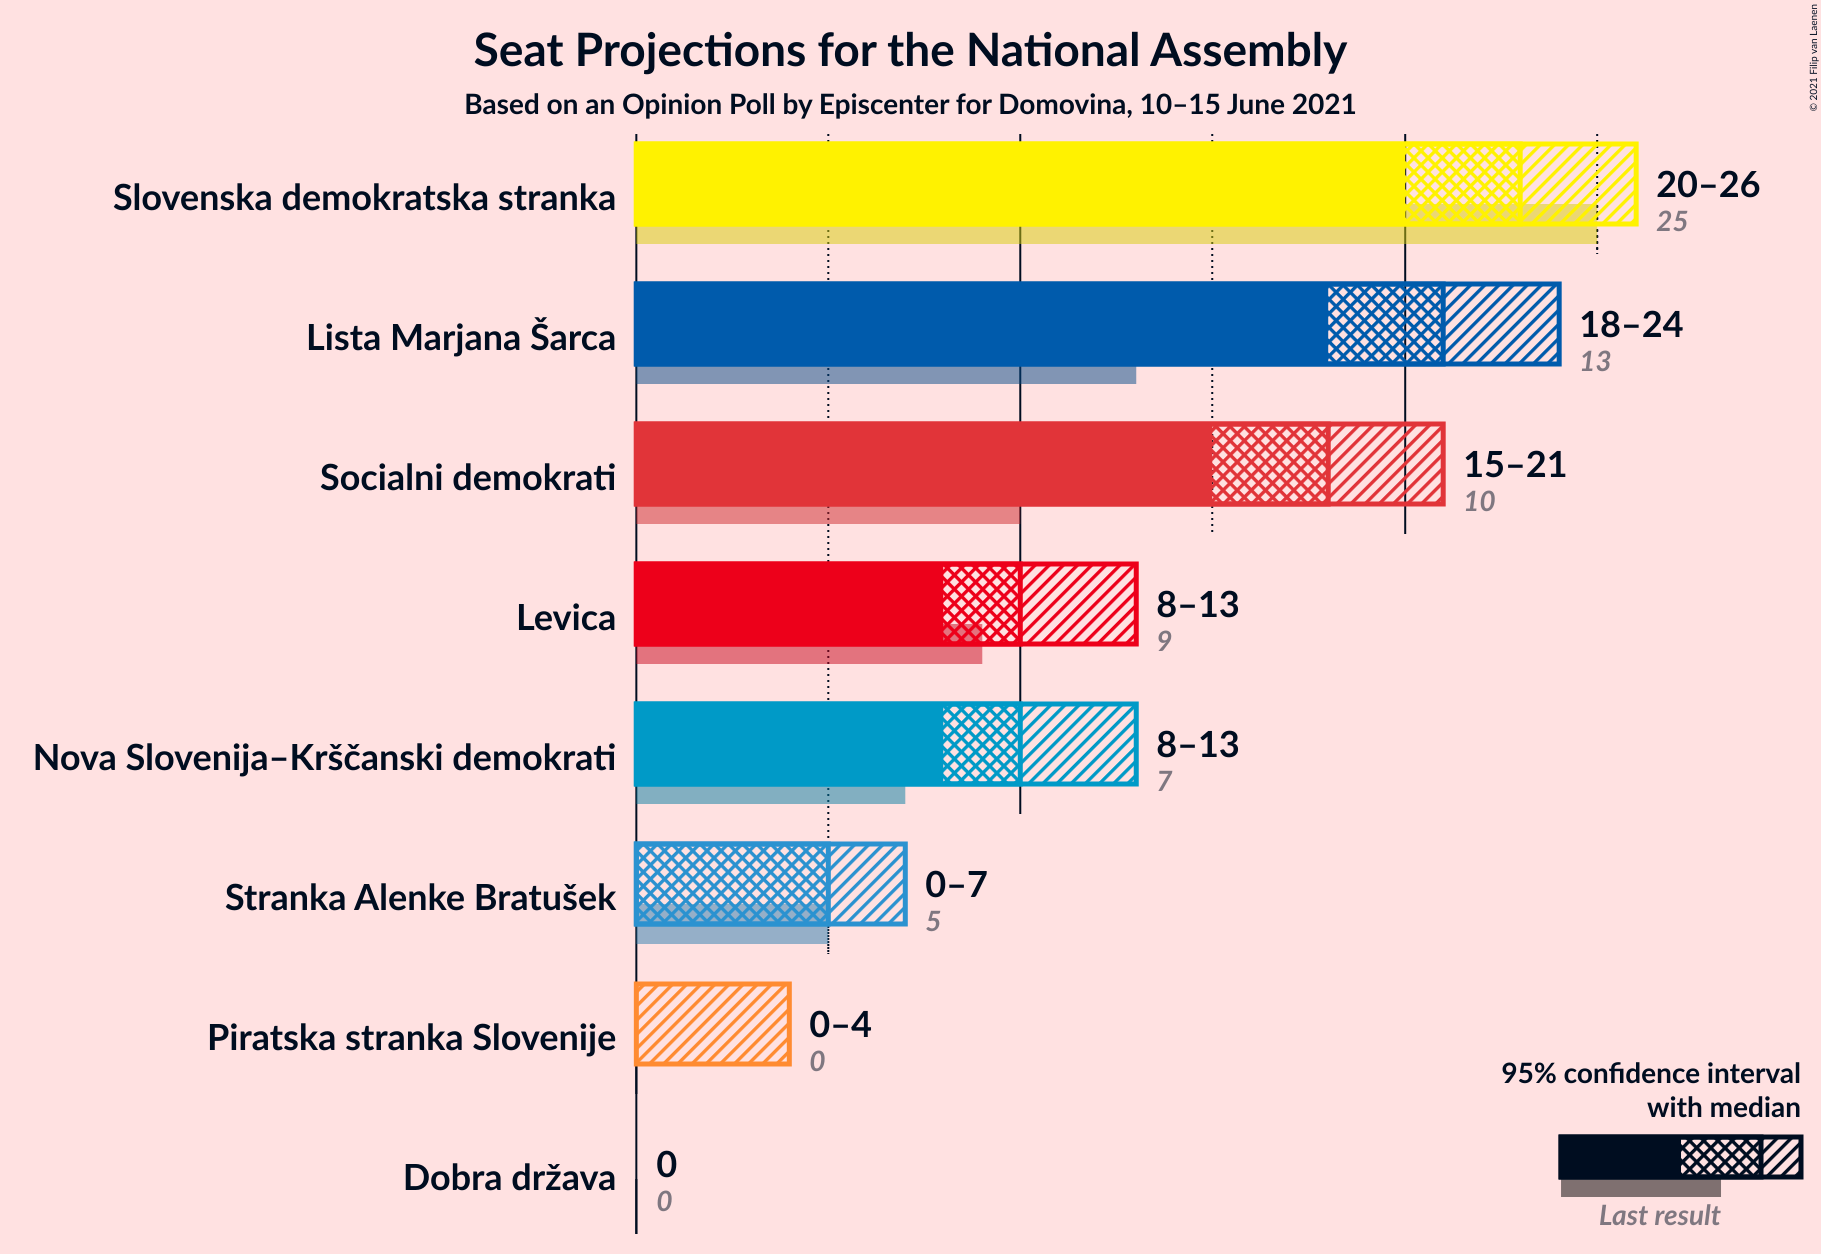 Seat Projections for the National Assembly
Based on an Opinion Poll by Episcenter for Domovina, 10–15 June 2021
© 2021 Filip van Laenen
Slovenska demokratska stranka
20–26
25
Lista Marjana Šarca
18–24
13
Socialni demokrati
15–21
10
Levica
8–13
9
Nova Slovenija–Krščanski demokrati
8–13
7
Stranka Alenke Bratušek
0–7
5
Piratska stranka Slovenije
0–4
0
Dobra država
0
0
95% confidence interval
with median
Last result